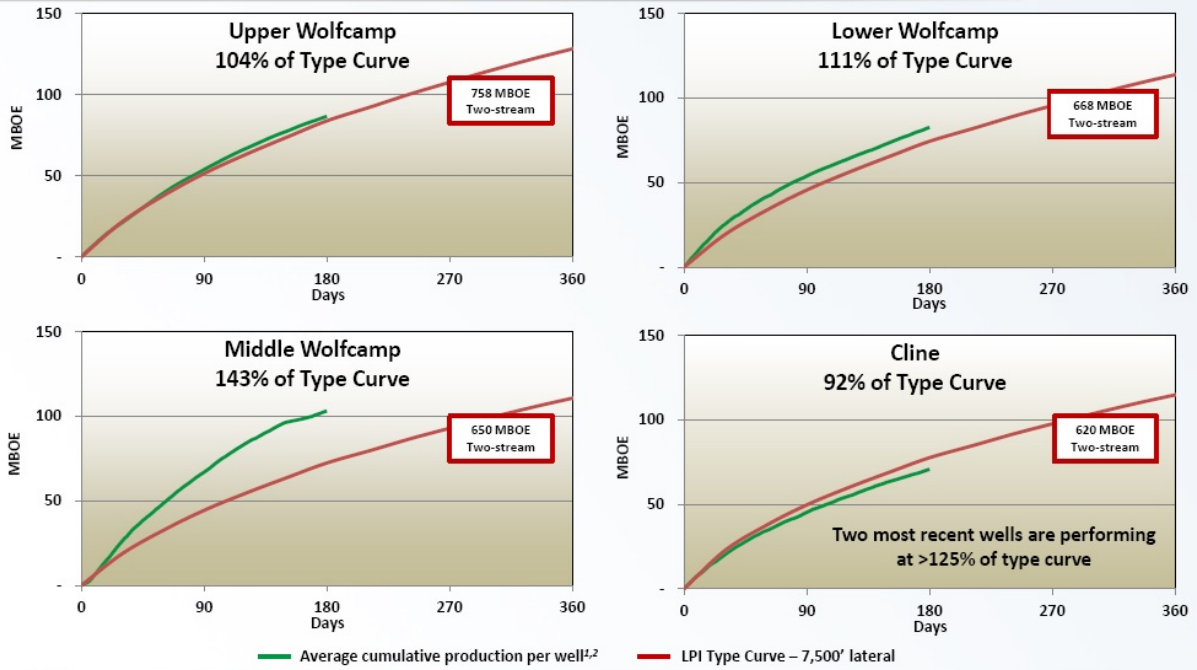 Upper Wolfcamp
104% of Type Curve
MBOE
150
100
50
-
758 MBOE
Two-stream
0
90
180
270
360
Days
Lower Wolfcamp
111% of Type Curve
MBOE
150
100
50
-
668 MBOE
Two-stream
0
90
180
270
360
Days
Middle Wolfcamp
143% of Type Curve
MBOE
150
100
50
-
650 MBOE
Two-stream
0
90
180
270
360
Days
Cline
92% of Type Curve
MBOE
150
100
50
-
620 MBOE
Two-stream
Two most recent wells are performing
at >125% of type curve
0
90
180
270
360
Days
Average cumulative production per well1,2
LPI Type Curve – 7,500’ lateral